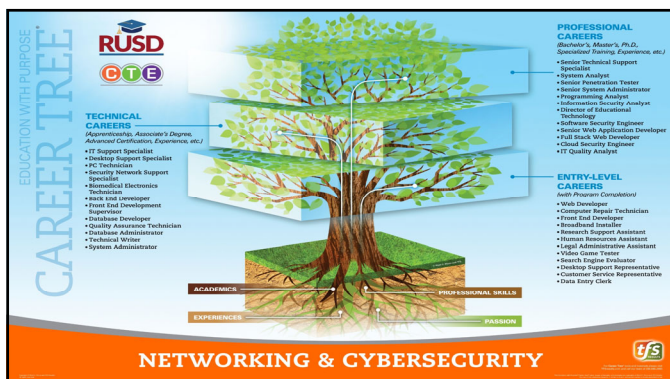 EDUCATION WITH PURPOSE
CAREER TREE
RUSD
CTE
TECHNICAL
CAREERS
(Apprenticeship, Associate's Degree,
Advanced Certification, Experience, etc.)
• IT Support Specialist
• Desktop Support Specialist
• PC Technician
• Security Network Support
Specialist
• Biomedical Electronics
Technician
• Back End Developer
• Front End Development
Supervisor
• Database Developer
• Quality Assurance Technician
• Database Administrator
• Technical Writer
• System Administrator
PROFESSIONAL
CAREERS
(Bachelor's, Master's, Ph.D.,
Specialized Training, Experience, etc.)
• Senior Technical Support
Specialist
• System Analyst
• Senior Penetration Tester
• Senior System Administrator
• Programming Analyst
• Information Security Analyst
• Director of Educational
Technology
• Software Security Engineer
• Senior Web Application Developer
• Full Stack Web Developer
• Cloud Security Engineer
• IT Quality Analyst
ENTRY-LEVEL
CAREERS
(with Program Completion)
• Web Developer
• Computer Repair Technician
• Front End Developer
• Broadband Installer
• Research Support Assistant
• Human Resources Assistant
• Legal Administrative Assistant
• Video Game Tester
• Search Engine Evaluator
• Desktop Support Representative
• Customer Service Representative
• Data Entry Clerk
ACADEMICS
PROFESSIONAL SKILLS
EXPERIENCES
PASSION
NETWORKING & CYBERSECURITY
tfs